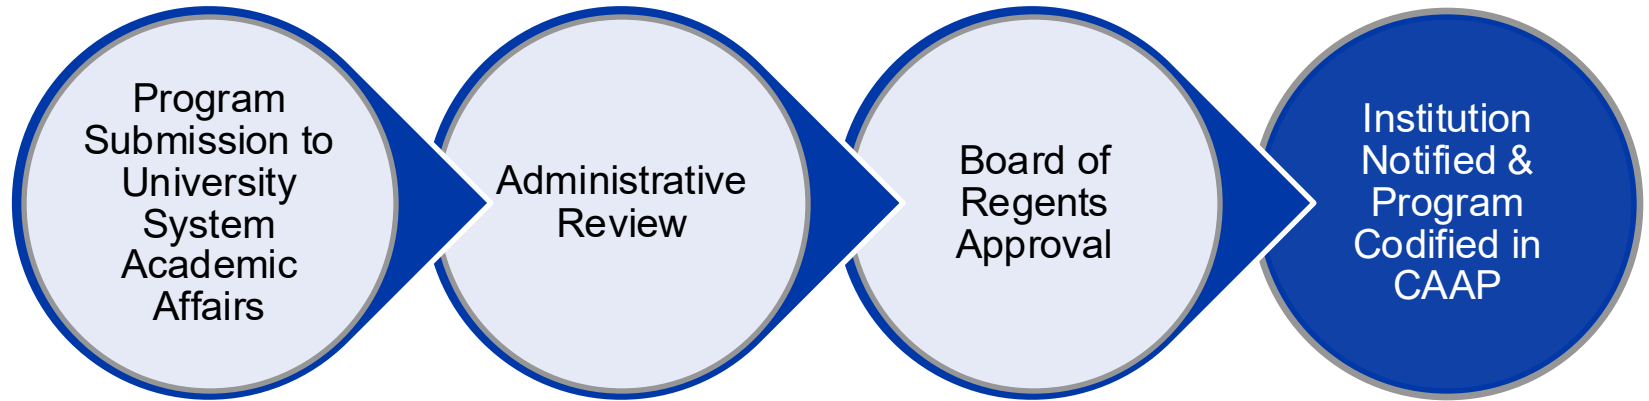 Program
Submission to
University
System
Academic
Affairs
Administrative
Review
Board of
Regents
Approval
Institution
Notified &
Program
Codified in
CAAP